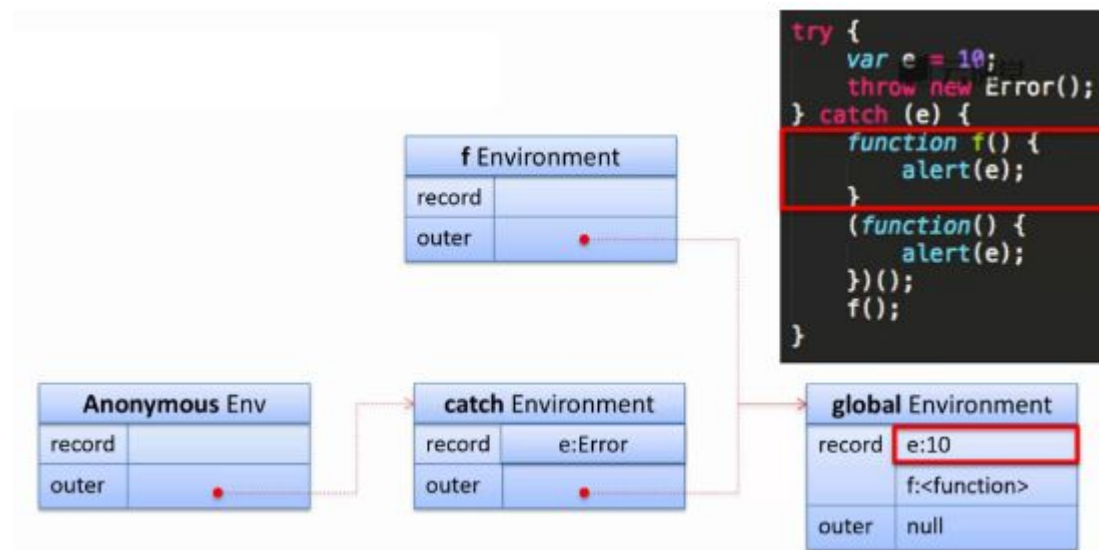 try {
var e = 10;
throw new Error();
} catch (e) {
function f() {
alert(e);
}
(function() {
alert(e);
})();
f();
}
f Environment
record
outer
Anonymous Env
record
outer
catch Environment
record e:Error
outer
global Environment
record e:10
f:<function>
outer null